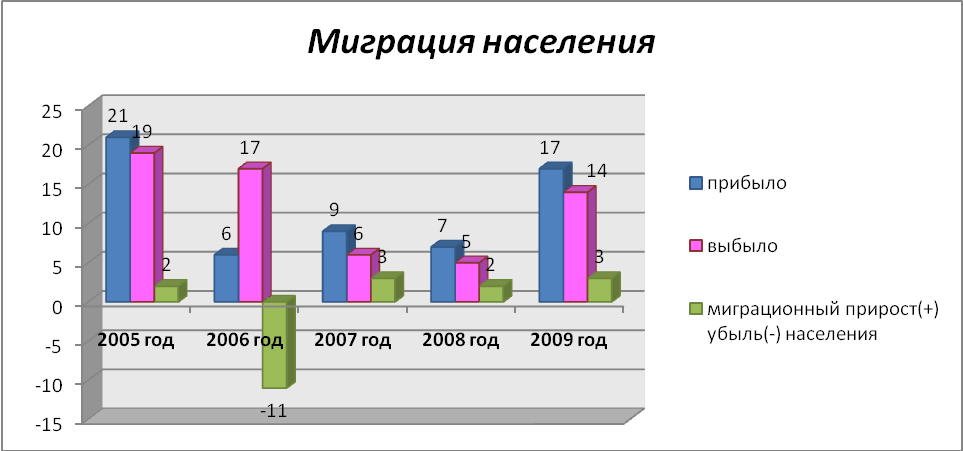 Миграция населения
25
20
15
10
5
0
-5
-10
-15
21
19
2
6
17
-11
9
6
3
7
5
2
17
14
3
2005 год
2006 год
2007 год
2008 год
2009 год
прибыло
выбыло
миграционный прирост(+)
убыль(-) населения